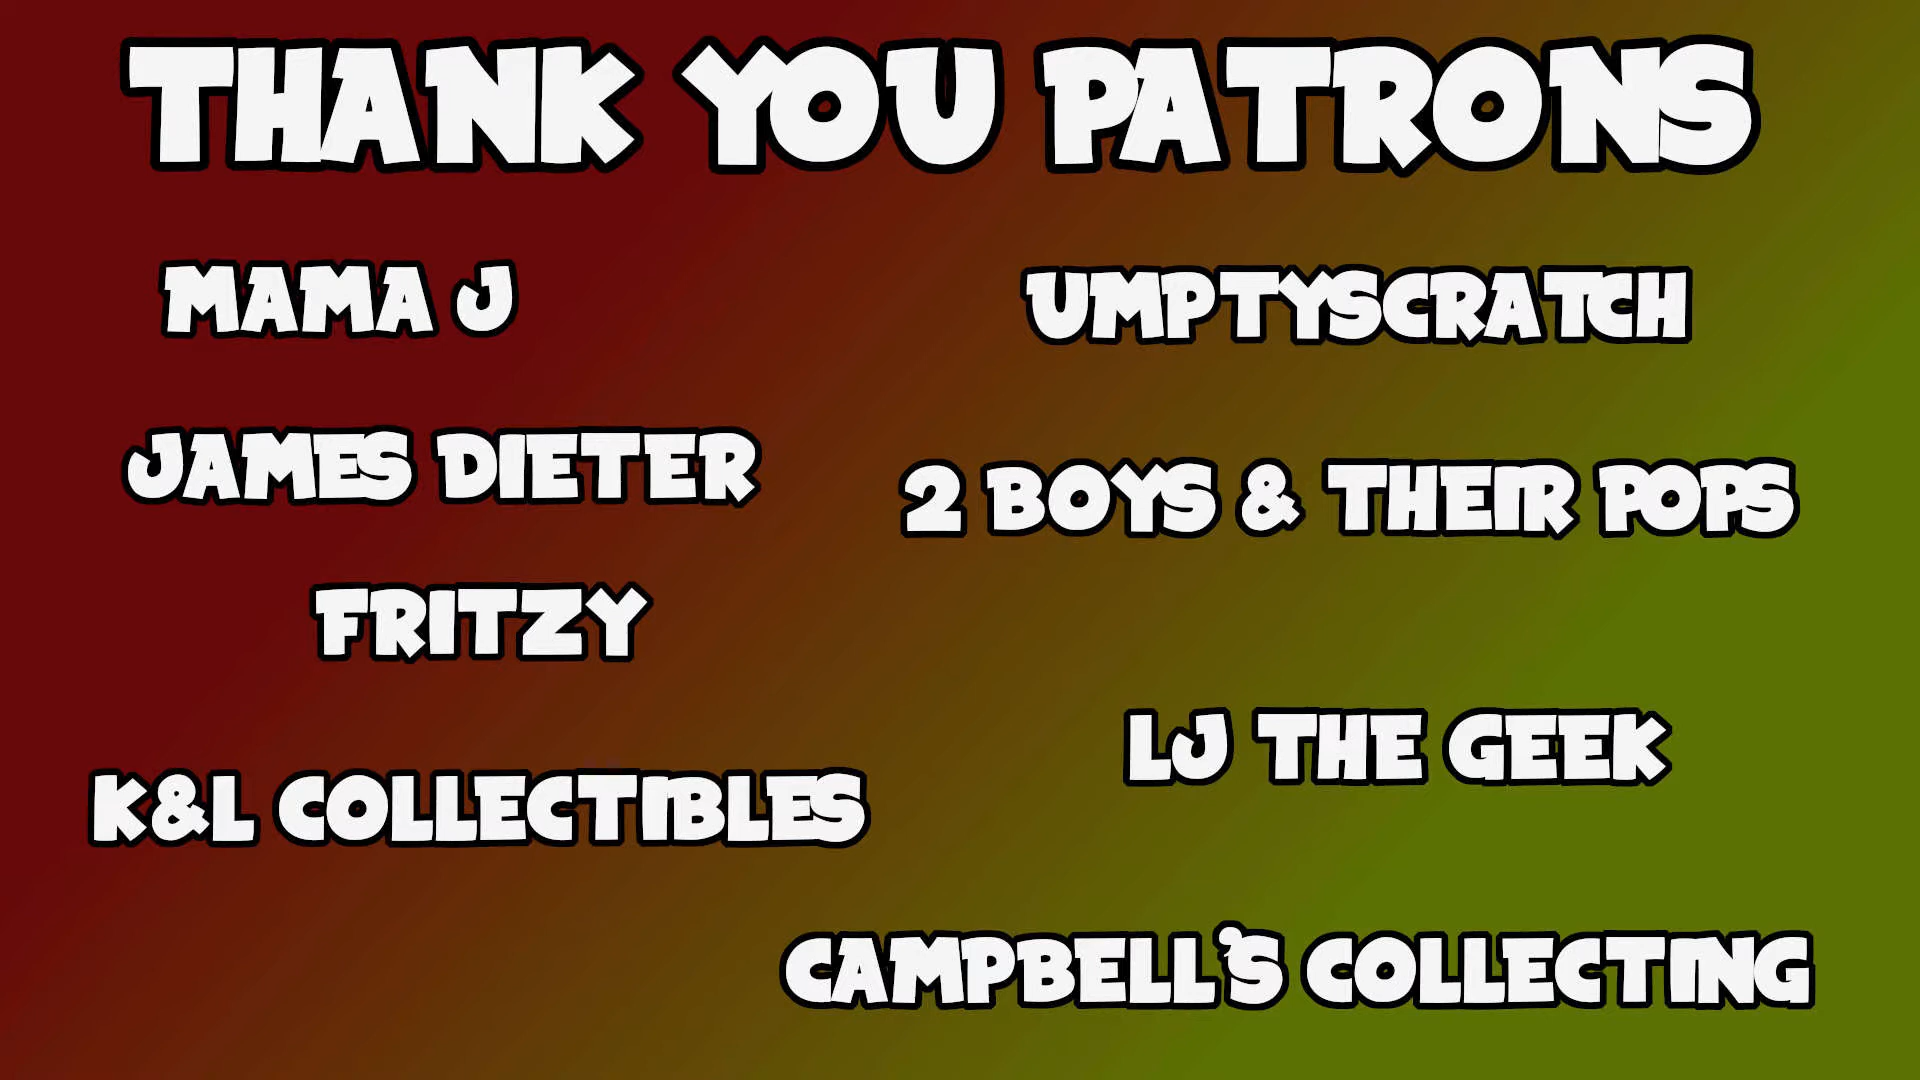 THANK YOU PATRONS
MAMA J
UMPTYSCRATCH
JAMES DIETER
2 BOYS & THEIR POPS
FRITZY
LJ THE GEEK
K&L COLLECTIBLES
CAMPBELL'S COLLECTING